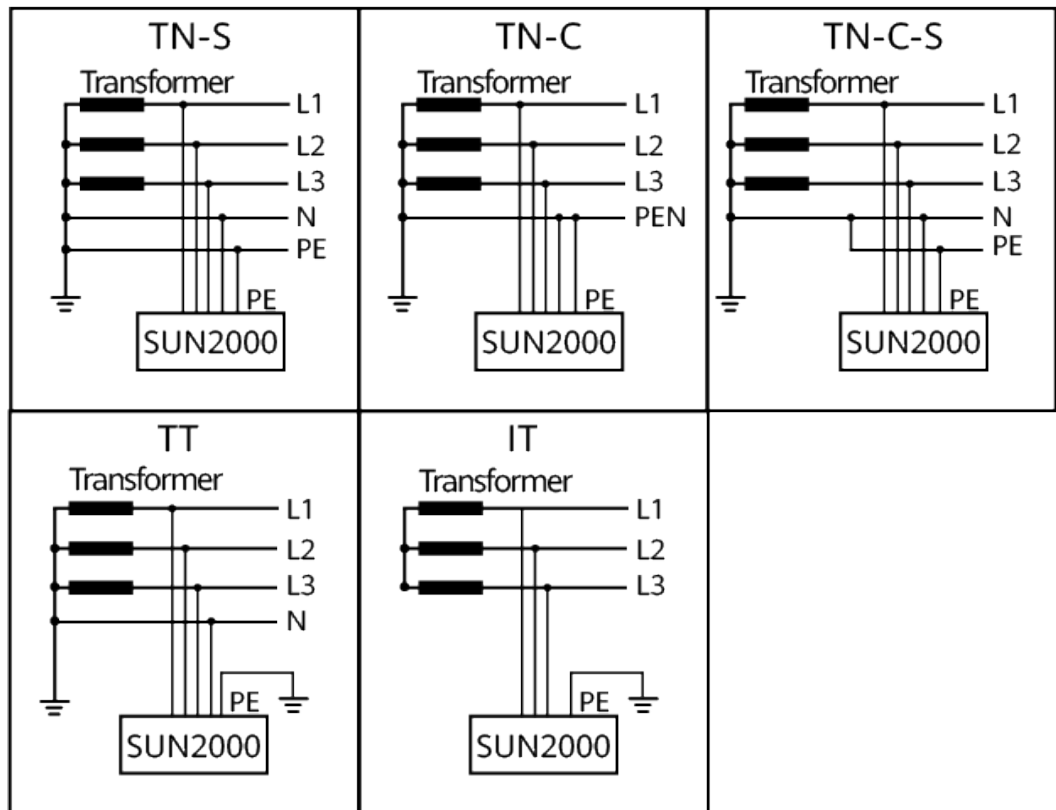 TN-S
Transformer
L1
L2
L3
N
PE
PE
SUN2000
TN-C
Transformer
L1
L2
L3
PEN
PE
SUN2000
TN-C-S
Transformer
L1
L2
L3
N
PE
PE
SUN2000
TT
Transformer
L1
L2
L3
N
PE
SUN2000
IT
Transformer
L1
L2
L3
PE
SUN2000